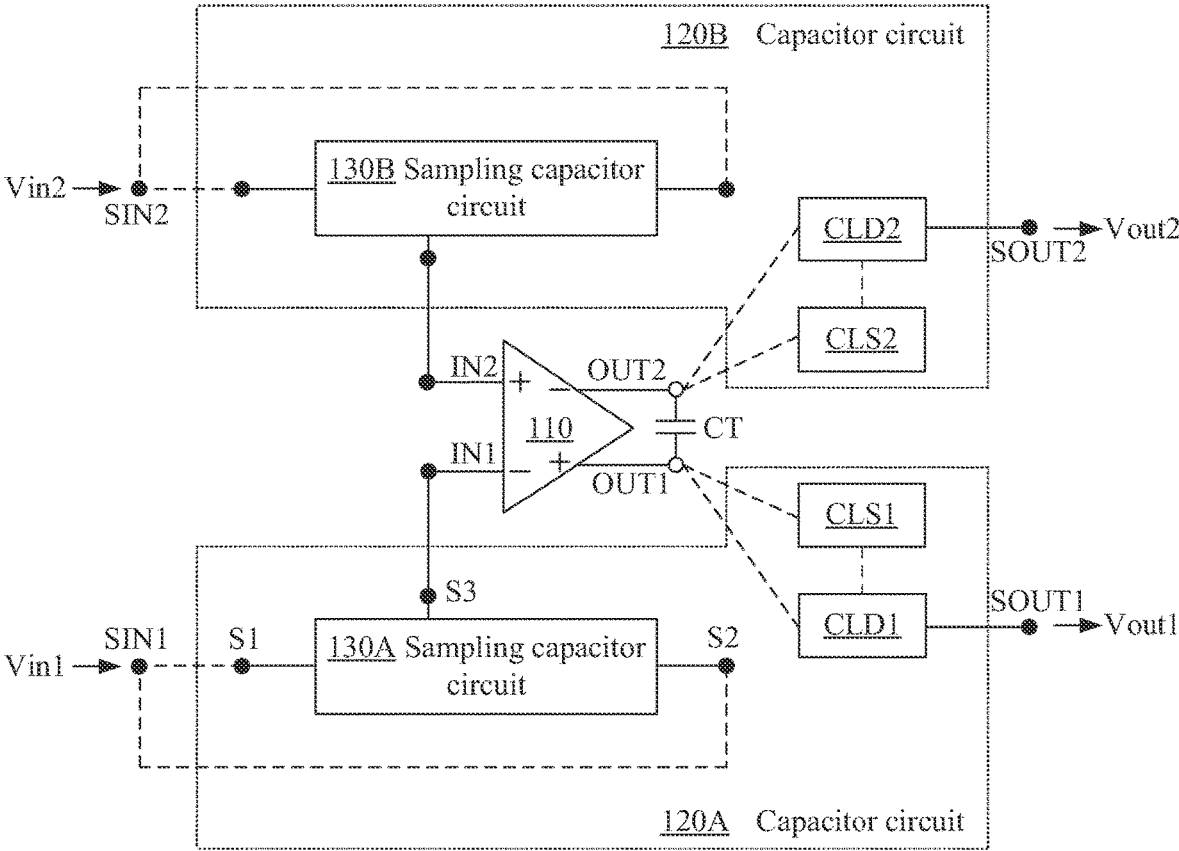 120B Capacitor circuit
130B Sampling capacitor
circuit
Vin2
SIN2
CLD2
SOUT2
Vout2
CLS2
IN2
+
−
OUT2
110
CT
IN1
−
+
OUT1
CLS1
S3
SOUT1
CLD1
Vout1
SIN1
S1
130A Sampling capacitor
circuit
S2
Vin1
120A Capacitor circuit